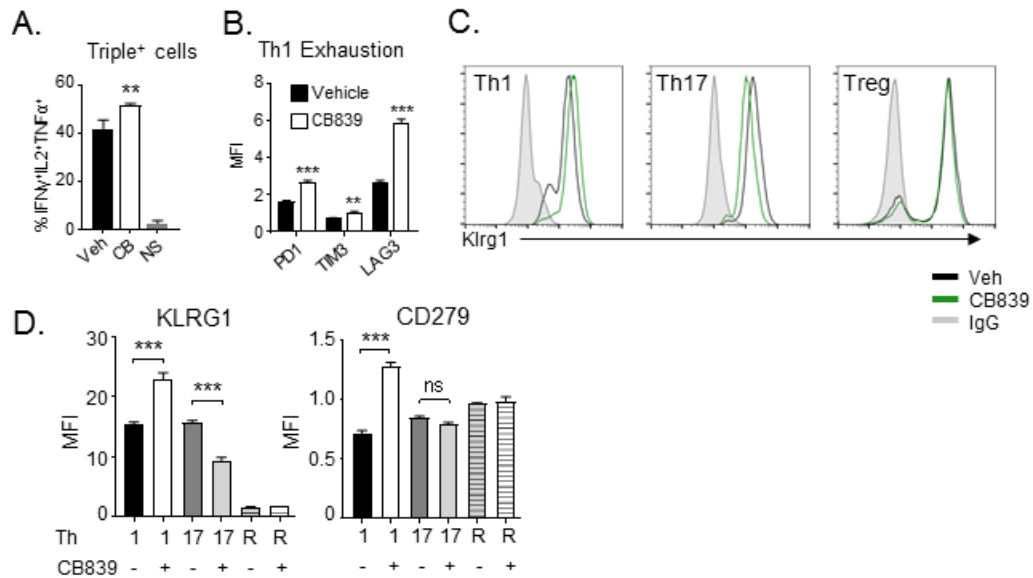 A.
Triple⁺ cells
% IFNγ⁺IL2⁺TNFα⁺
60
40
20
0
**
Veh
CB
NS
B.
Th1 Exhaustion
MFI
8
6
4
2
0
Vehicle
CB839
***
**
***
PD1
TIM3
LAG3
C.
Th1
Th17
Treg
Klrg1
Veh
CB839
IgG
D.
KLRG1
MFI
30
20
10
0
***
***
Th 1 1 17 17 R R
CB839 - + - + - +
CD279
MFI
1.5
1.0
0.5
0
***
ns
1 1 17 17 R R
- + - + - +